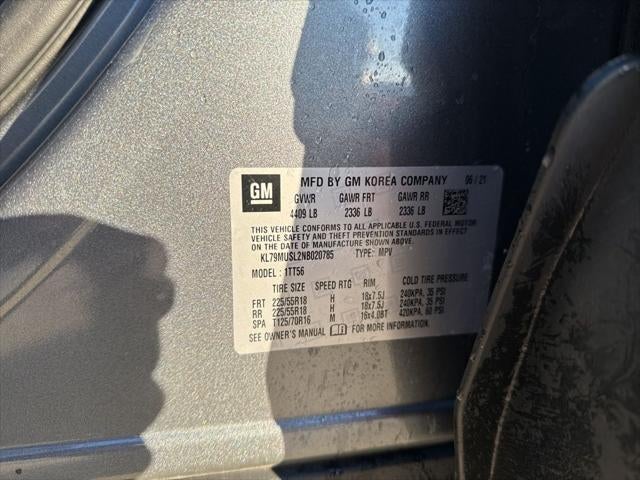 GM
MFD BY GM KOREA COMPANY 06/21
GVWR GAWR FRT GAWR RR
4409 LB 2336 LB 2336 LB
THIS VEHICLE CONFORMS TO ALL APPLICABLE U.S. FEDERAL MOTOR
VEHICLE SAFETY AND THEFT PREVENTION STANDARDS IN EFFECT
ON THE DATE OF MANUFACTURE SHOWN ABOVE.
KL79MUSL2NB020785 TYPE: MPV
MODEL: 1TT56
TIRE SIZE SPEED RTG RIM COLD TIRE PRESSURE
FRT 225/55R18 H 18x7.5J 240KPA, 35 PSI
RR 225/55R18 H 18x7.5J 240KPA, 35 PSI
SPA T125/70R16 M 16x4.0BT 420KPA, 60 PSI
SEE OWNER'S MANUAL FOR MORE INFORMATION.